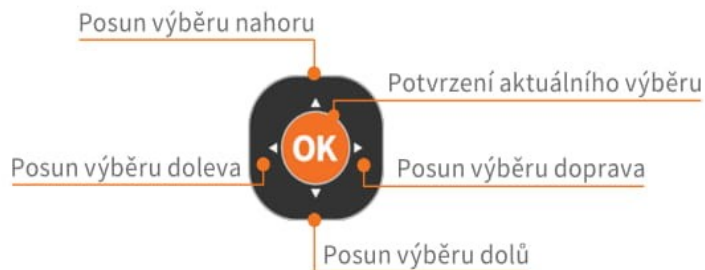 Posun výběru nahoru
Potvrzení aktuálního výběru
OK
Posun výběru doleva
Posun výběru doprava
Posun výběru dolů